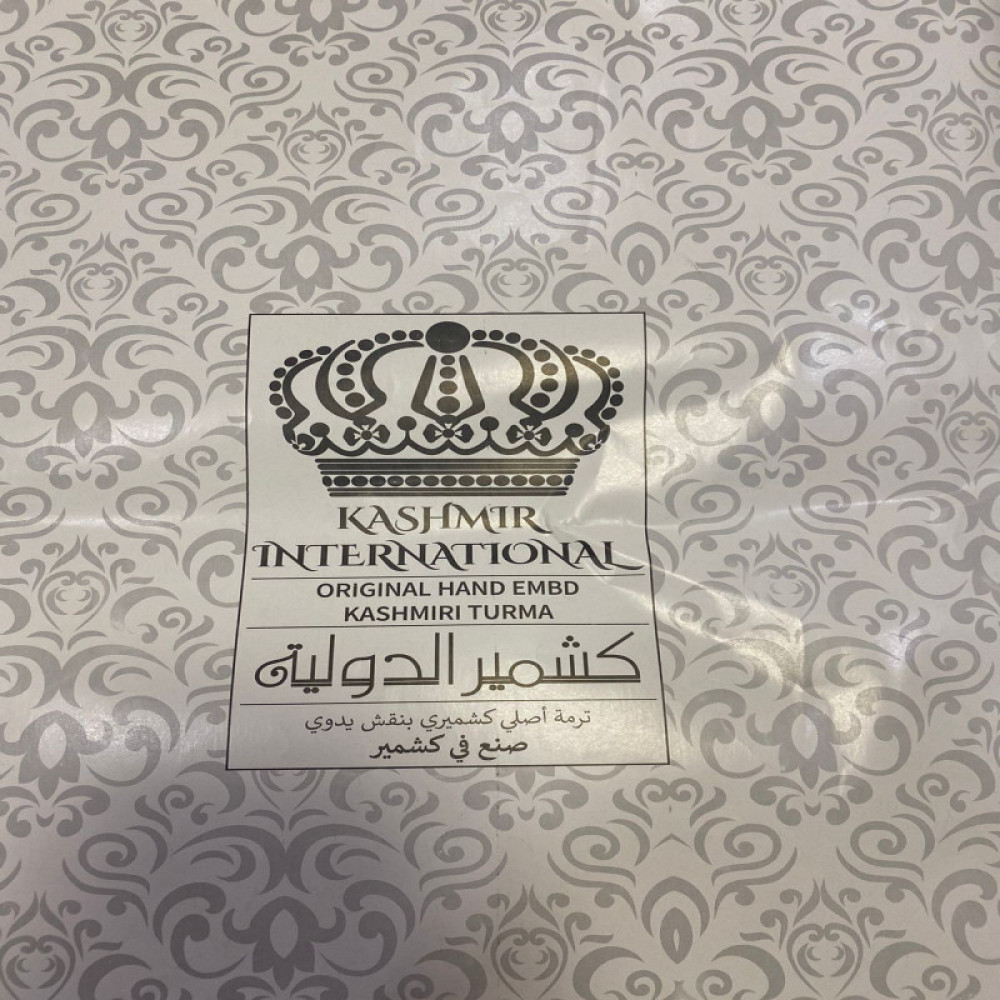 KASHMIR
INTERNATIONAL
ORIGINAL HAND EMBD
KASHMIRI TURMA
كشمير الدولية
ترمة أصلي كشميري بنقش يدوي
صنع في كشمير